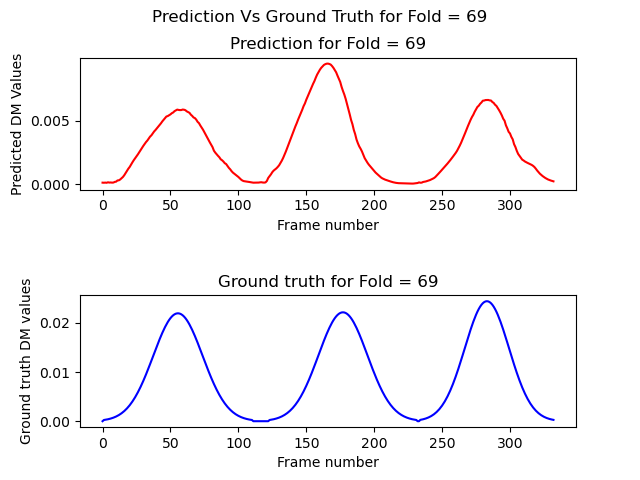 Prediction Vs Ground Truth for Fold = 69
Prediction for Fold = 69
Predicted DM Values
0.005
0.000
0 50 100 150 200 250 300
Frame number
Ground truth for Fold = 69
Ground truth DM values
0.02
0.01
0.00
0 50 100 150 200 250 300
Frame number